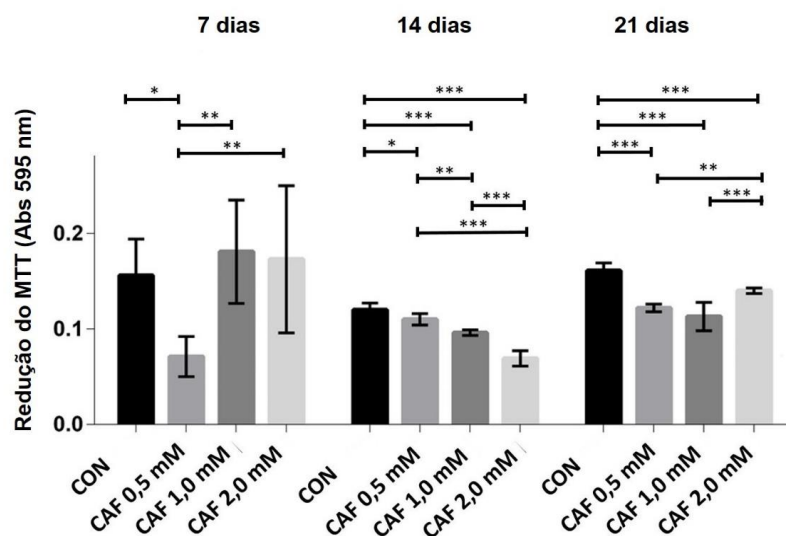 7 dias
14 dias
21 dias
***
***
*
***
***
**
*
***
**
**
**
***
***
***
Redução do MTT (Abs 595 nm)
0.2
0.1
0.0
CON
CAF 0,5 mM
CAF 1,0 mM
CAF 2,0 mM
CON
CAF 0,5 mM
CAF 1,0 mM
CAF 2,0 mM
CON
CAF 0,5 mM
CAF 1,0 mM
CAF 2,0 mM